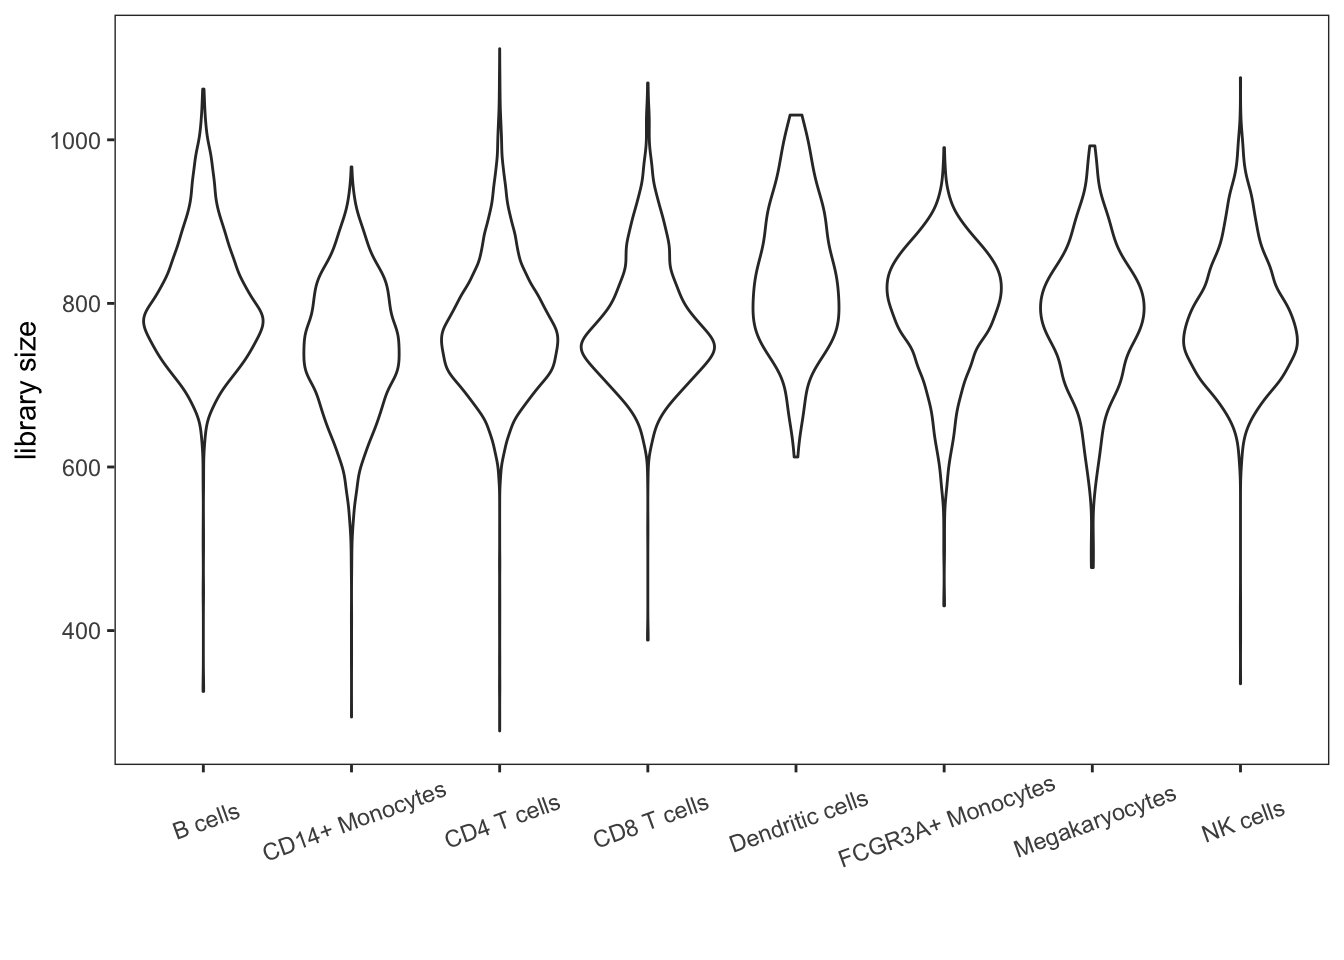 library size
1000
800
600
400
B cells
CD14+ Monocytes
CD4 T cells
CD8 T cells
Dendritic cells
FCGR3A+ Monocytes
Megakaryocytes
NK cells